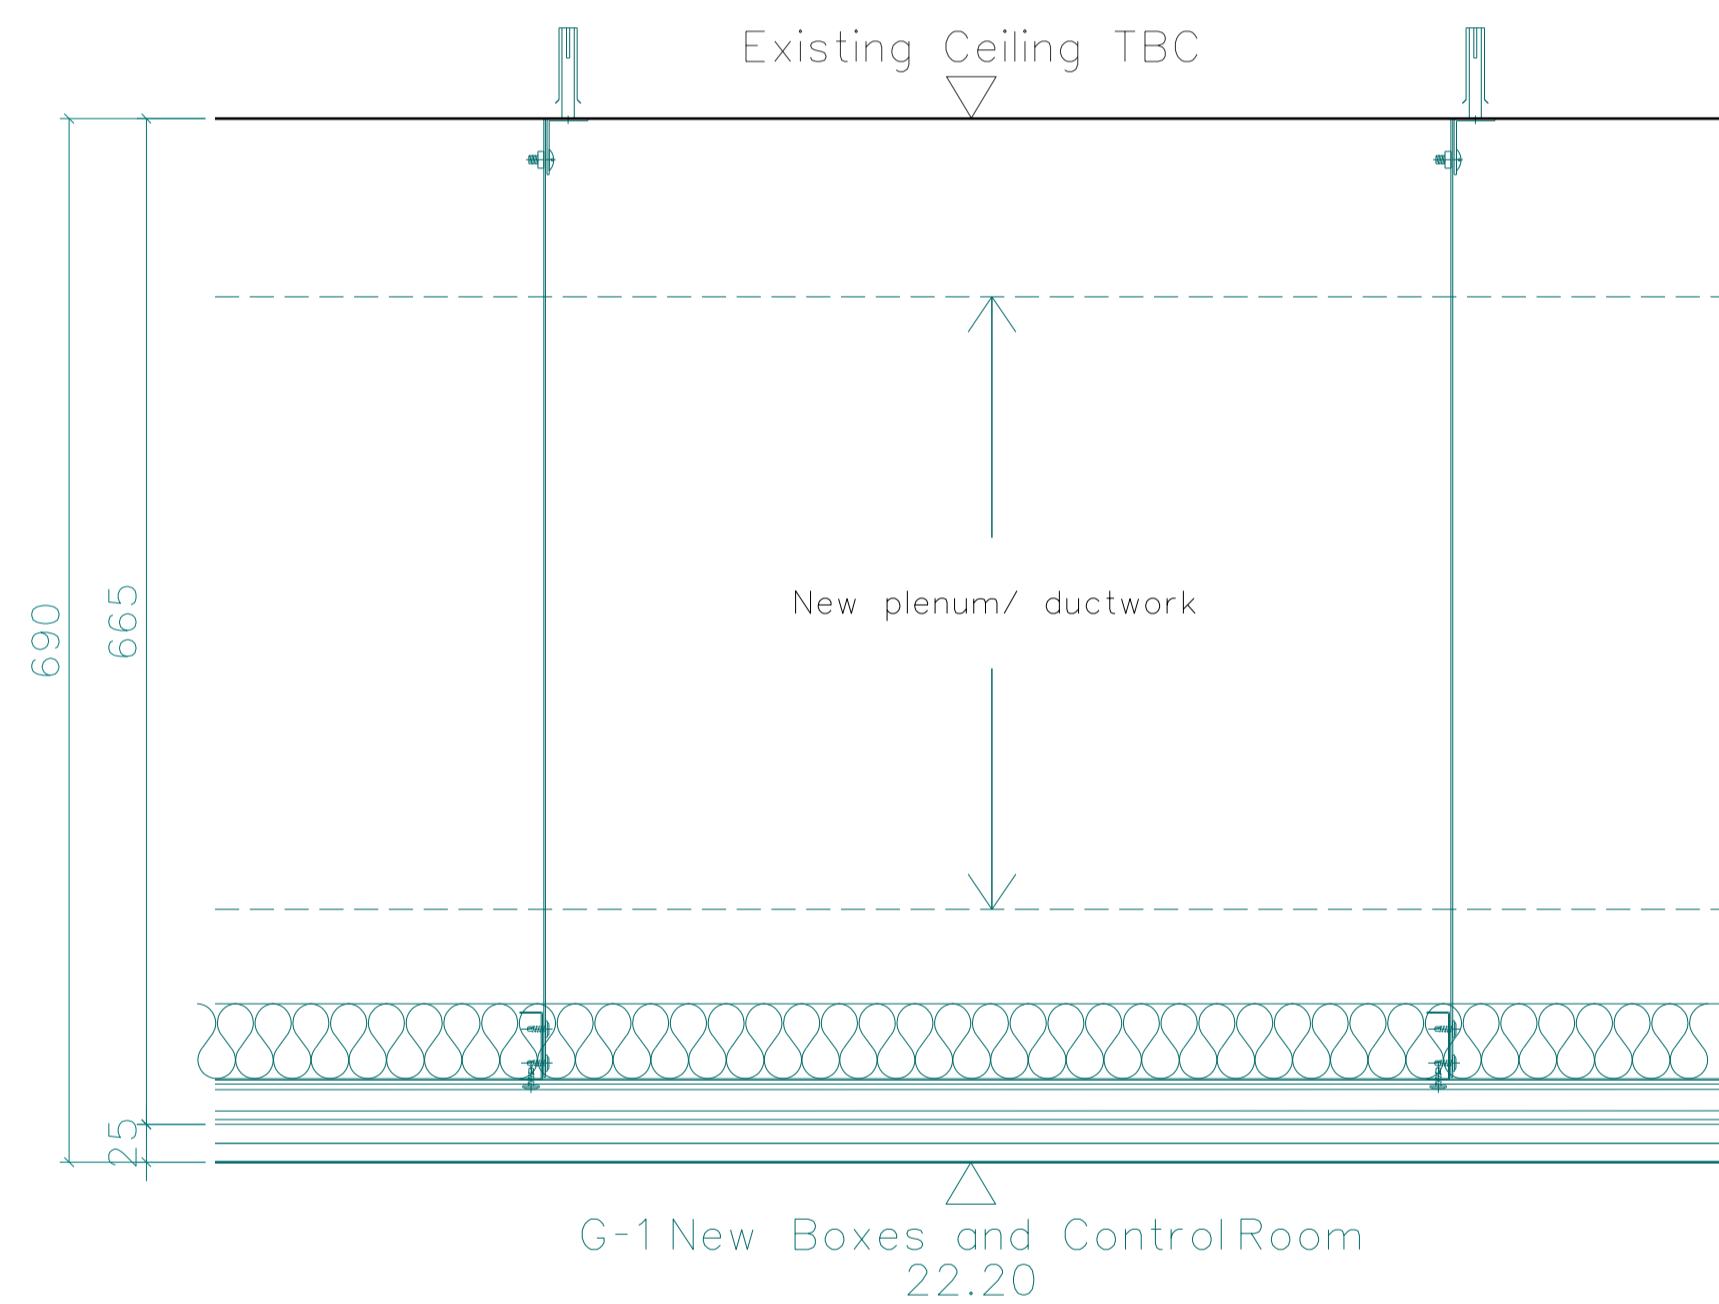 Existing Ceiling TBC
690
665
New plenum/ ductwork
25
G-1 New Boxes and Control Room
22.20